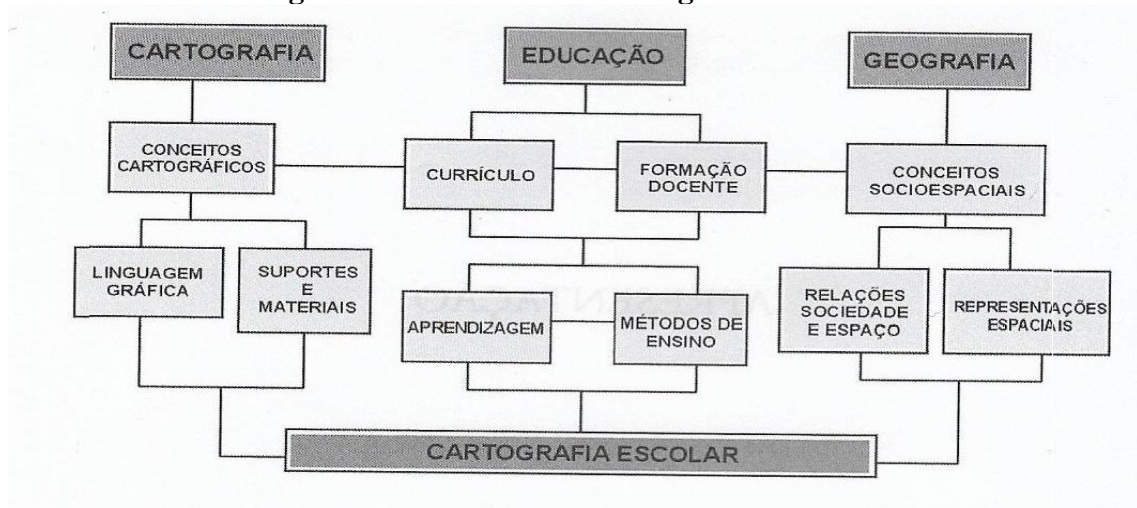 CARTOGRAFIA
EDUCAÇÃO
GEOGRAFIA
CONCEITOS
CARTOGRÁFICOS
CURRÍCULO
FORMAÇÃO
DOCENTE
CONCEITOS
SOCIOESPACIAIS
LINGUAGEM
GRÁFICA
SUPORTES
E
MATERIAIS
APRENDIZAGEM
MÉTODOS DE
ENSINO
RELAÇÕES
SOCIEDADE
E ESPAÇO
REPRESENTAÇÕES
ESPACIAIS
CARTOGRAFIA ESCOLAR